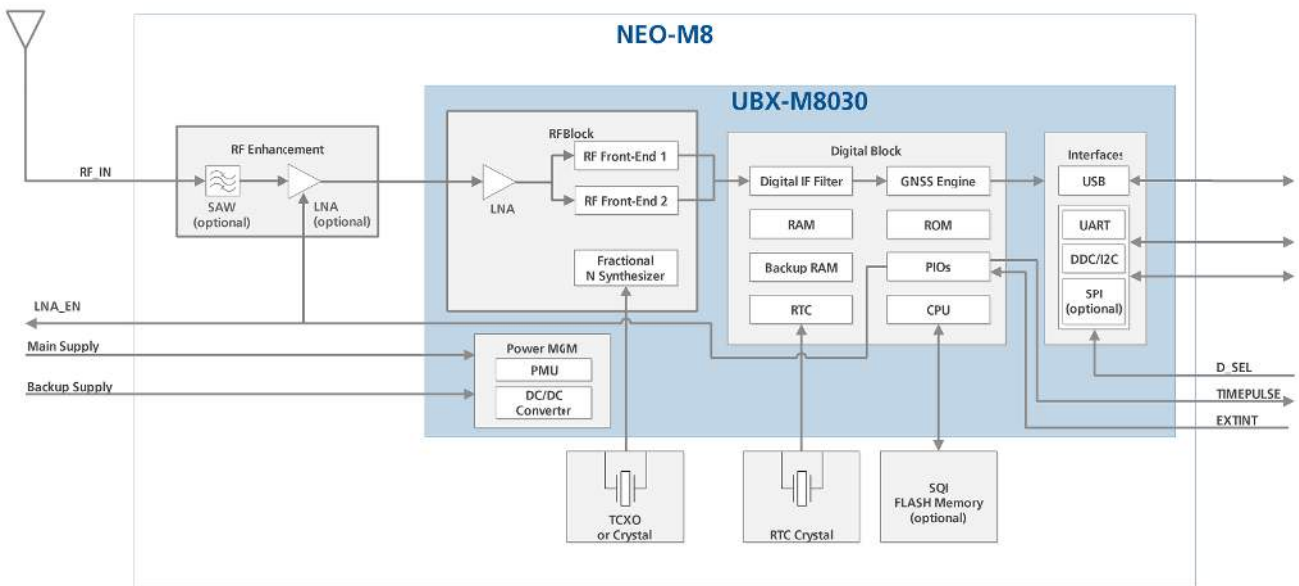 NEO-M8
UBX-M8030
RF Enhancement
RF_IN
SAW
(optional)
LNA
(optional)
RFBlock
LNA
RF Front-End 1
RF Front-End 2
Fractional
N Synthesizer
Digital Block
Digital IF Filter
GNSS Engine
RAM
ROM
Backup RAM
PIOs
RTC
CPU
Interfaces
USB
UART
DDC/I2C
SPI
(optional)
LNA_EN
Main Supply
Backup Supply
Power MGM
PMU
DC/DC
Converter
D_SEL
TIMEPULSE
EXTINT
TCXO
or Crystal
RTC Crystal
SQI
FLASH Memory
(optional)